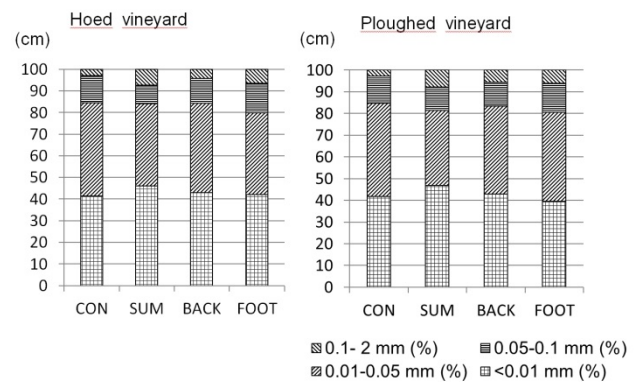 Hoed vineyard
(cm)
100
90
80
70
60
50
40
30
20
10
0
CON SUM BACK FOOT
Ploughed vineyard
(cm)
100
90
80
70
60
50
40
30
20
10
0
CON SUM BACK FOOT
0.1- 2 mm (%) 0.05-0.1 mm (%)
0.01-0.05 mm (%) <0.01 mm (%)